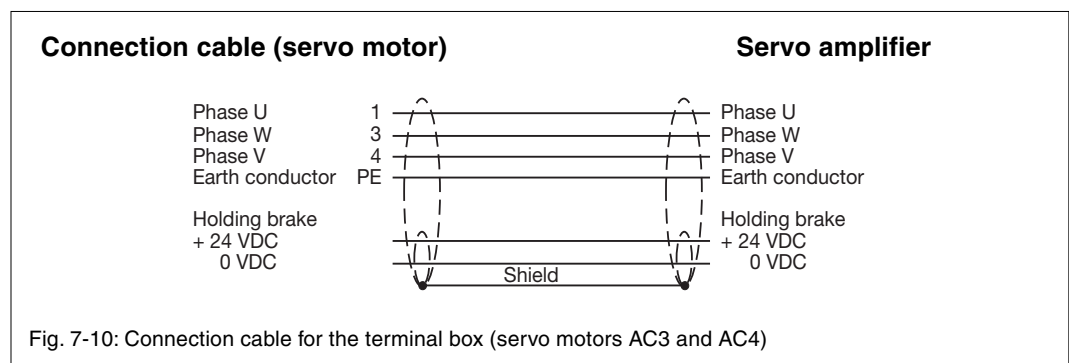 Connection cable (servo motor) Servo amplifier
Phase U 1 Phase U
Phase W 3 Phase W
Phase V 4 Phase V
Earth conductor PE Earth conductor
Holding brake Holding brake
+ 24 VDC + 24 VDC
0 VDC 0 VDC
Shield
Fig. 7-10: Connection cable for the terminal box (servo motors AC3 and AC4)